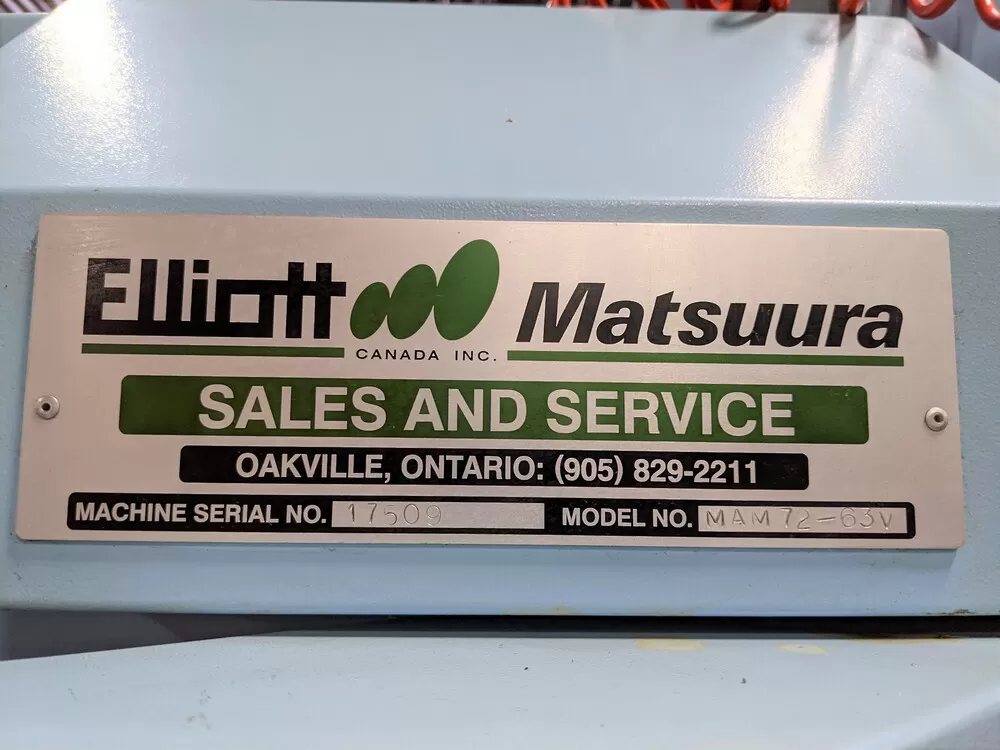 Elliott Matsuura
CANADA INC.
SALES AND SERVICE
OAKVILLE, ONTARIO: (905) 829-2211
MACHINE SERIAL NO. 17509 MODEL NO. MAM72-63V